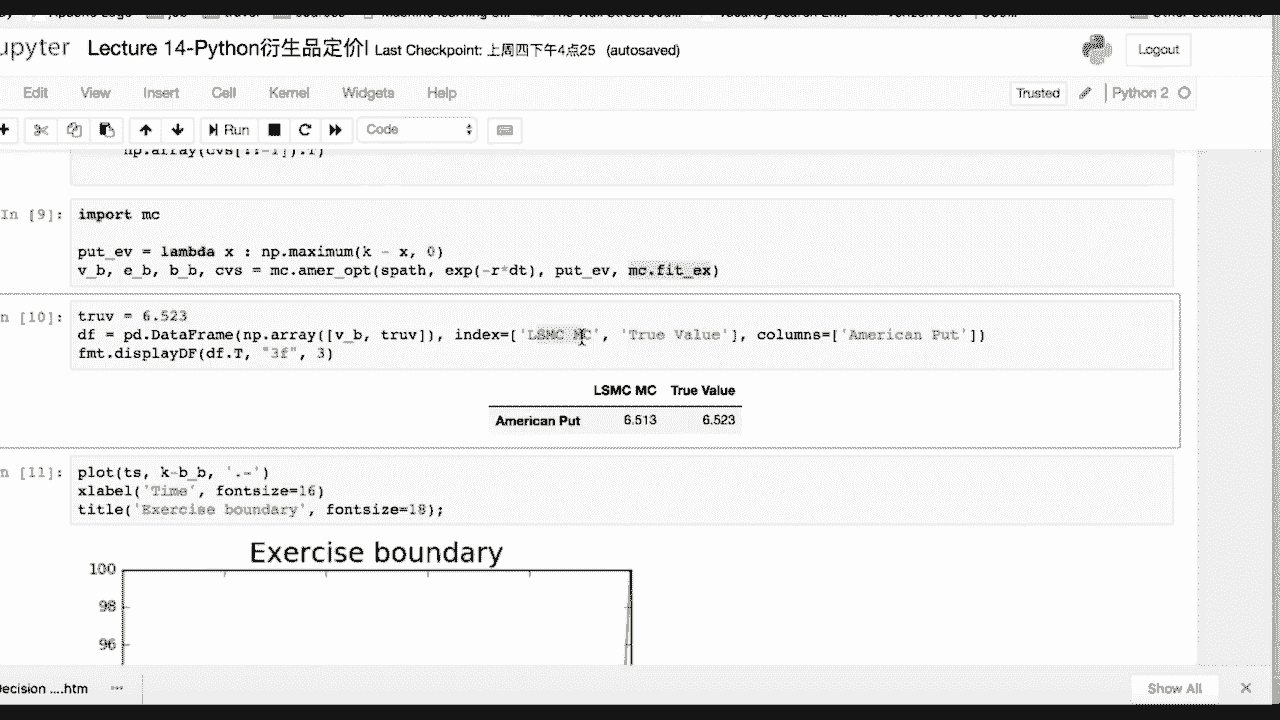 upyter Lecture 14-Python衍生品定价I Last Checkpoint: 上周四下午4点25 (autosaved) Logout
Edit View Insert Cell Kernel Widgets Help Trusted Python 2
Run Code
np.array(cvs[::-1]).T)
In [9]: import mc
put_ev = lambda x : np.maximum(k - x, 0)
v_b, e_b, b_b, cvs = mc.amer_opt(spath, exp(-r*dt), put_ev, mc.fit_ex)
n [10]: truv = 6.523
df = pd.DataFrame(np.array([v_b, truv]), index=['LSMC MC', 'True Value'], columns=['American Put'])
fmt.displayDF(df.T, "3f", 3)
LSMC MC True Value
American Put 6.513 6.523
n [11]: plot(ts, k-b_b, '.-')
xlabel('Time', fontsize=16)
title('Exercise boundary', fontsize=18);
Exercise boundary
100
98
96
Decision ....htm Show All